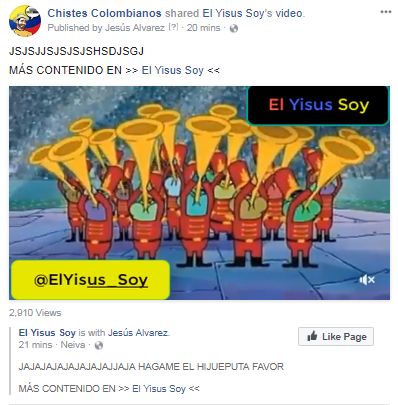 Chistes Colombianos shared El Yisus Soy's video.
Published by Jesús Alvarez [?] · 20 mins ·
JSJSJJSJSJSJSHSDJSGJ
MÁS CONTENIDO EN >> El Yisus Soy <<
El Yisus Soy
@ElYisus_Soy
2,910 Views
El Yisus Soy is with Jesús Alvarez.
21 mins · Neiva ·
Like Page
JAJAJAJAJAJAJAJAJJAJA HAGAME EL HIJUEPUTA FAVOR
MÁS CONTENIDO EN >> El Yisus Soy <<